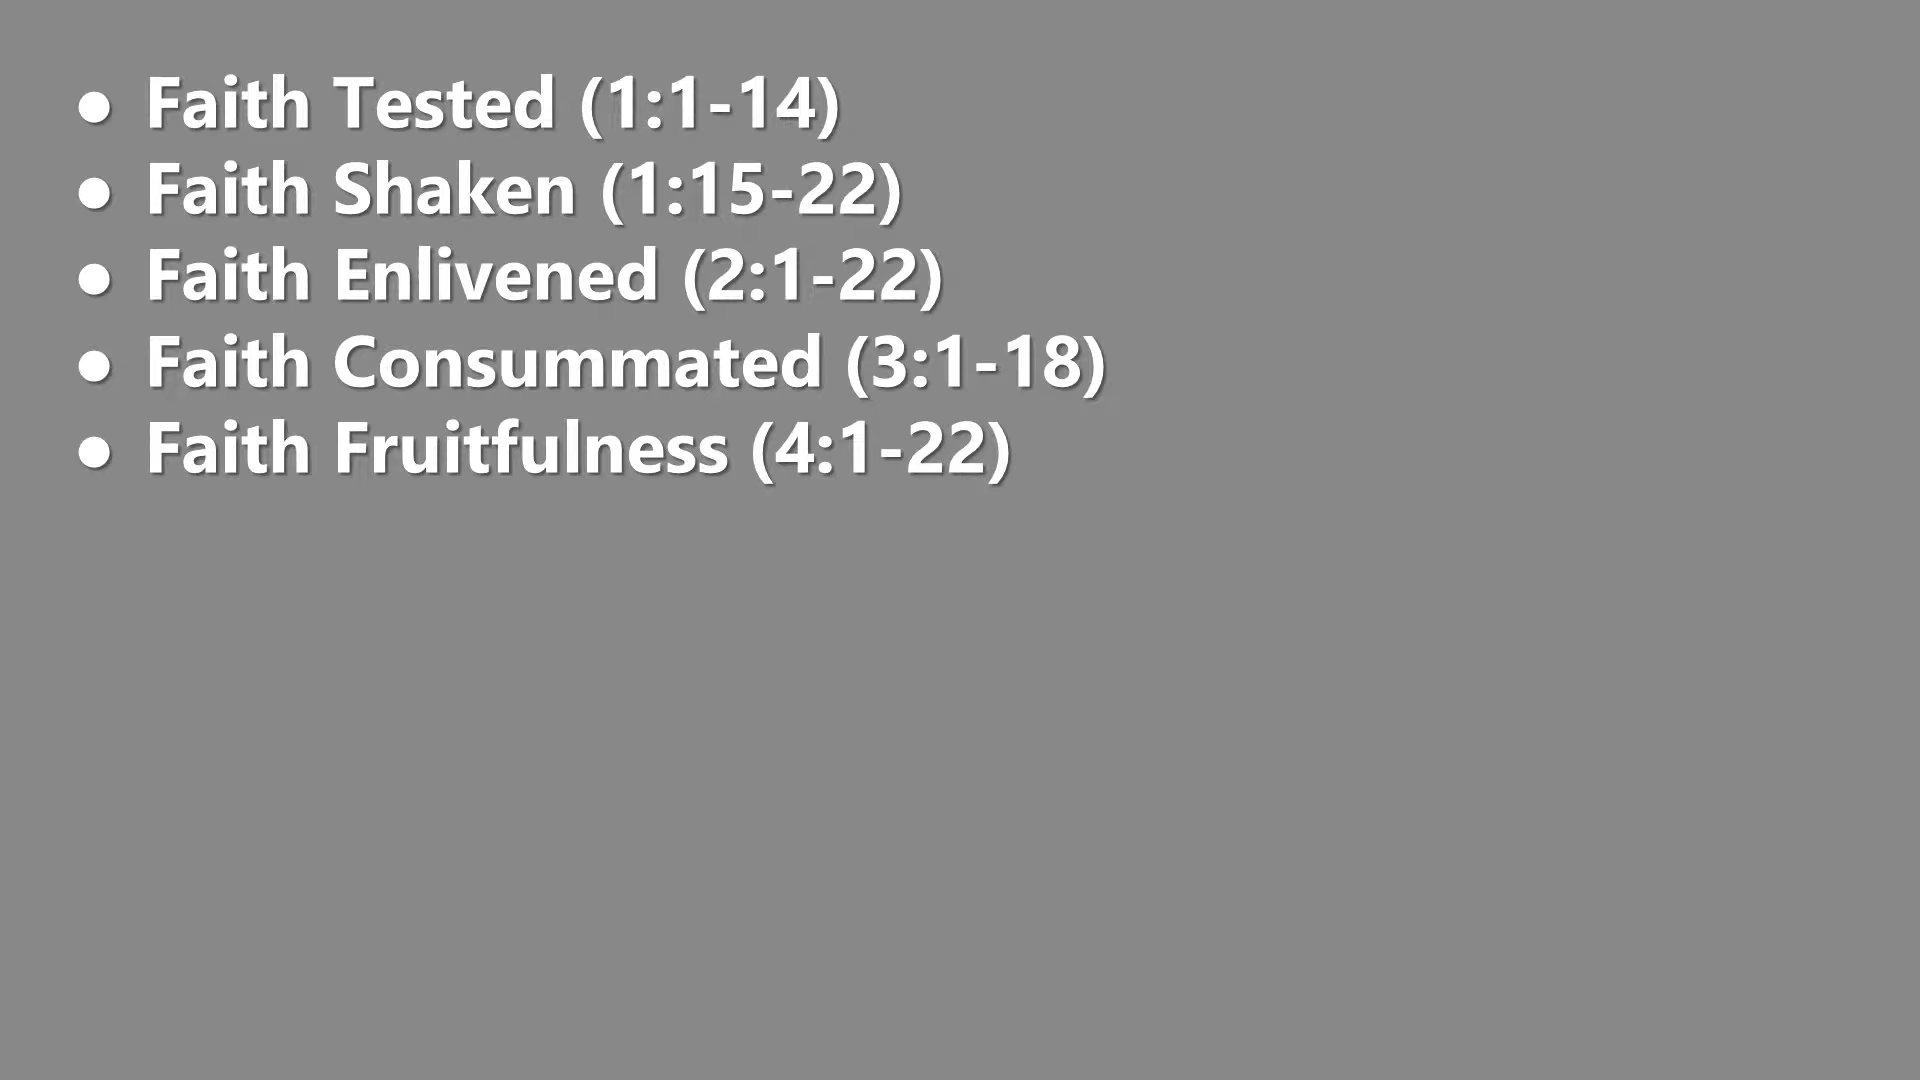 ● Faith Tested (1:1-14)
● Faith Shaken (1:15-22)
● Faith Enlivened (2:1-22)
● Faith Consummated (3:1-18)
● Faith Fruitfulness (4:1-22)